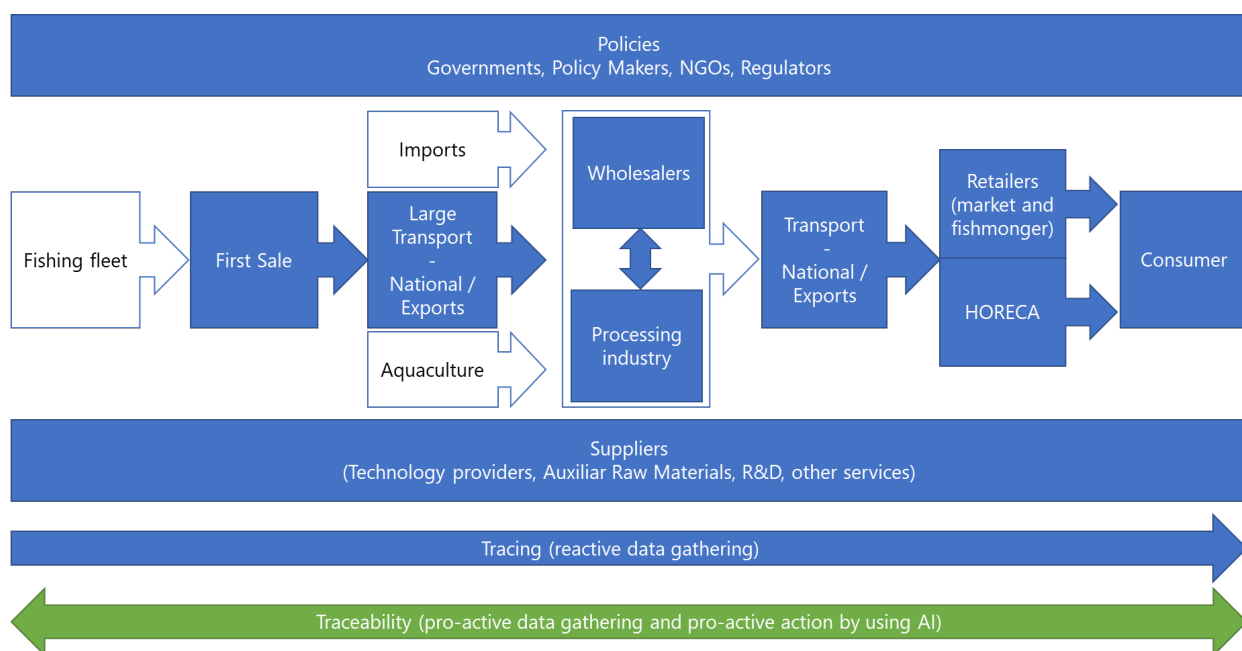 Policies
Governments, Policy Makers, NGOs, Regulators
Imports
Wholesalers
Retailers
(market and
fishmonger)
Fishing fleet
First Sale
Large
Transport
-
National /
Exports
Transport
-
National /
Exports
Consumer
HORECA
Processing
industry
Aquaculture
Suppliers
(Technology providers, Auxiliar Raw Materials, R&D, other services)
Tracing (reactive data gathering)
Traceability (pro-active data gathering and pro-active action by using AI)